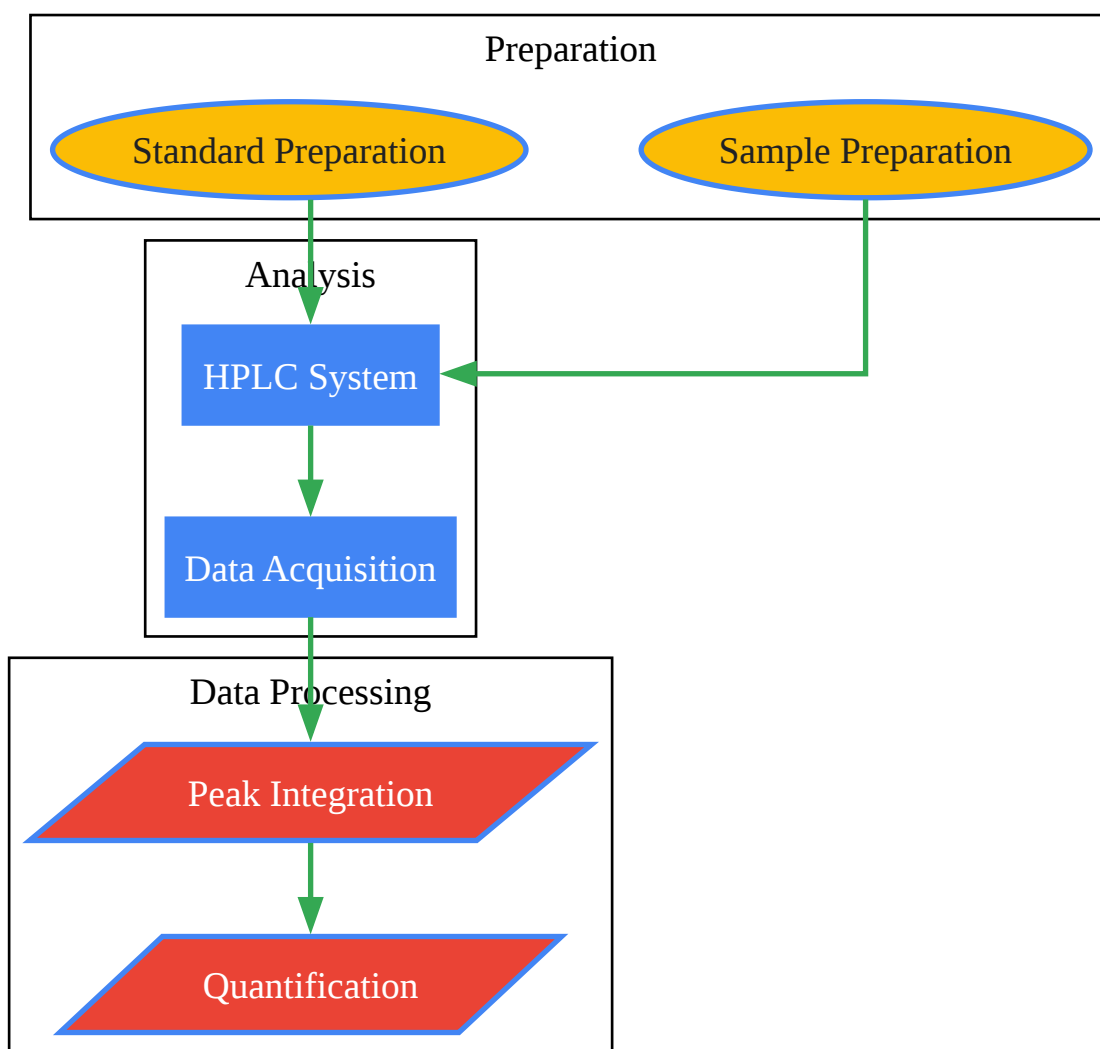 Preparation
Standard Preparation
Sample Preparation
Analysis
HPLC System
Data Acquisition
Data Processing
Peak Integration
Quantification